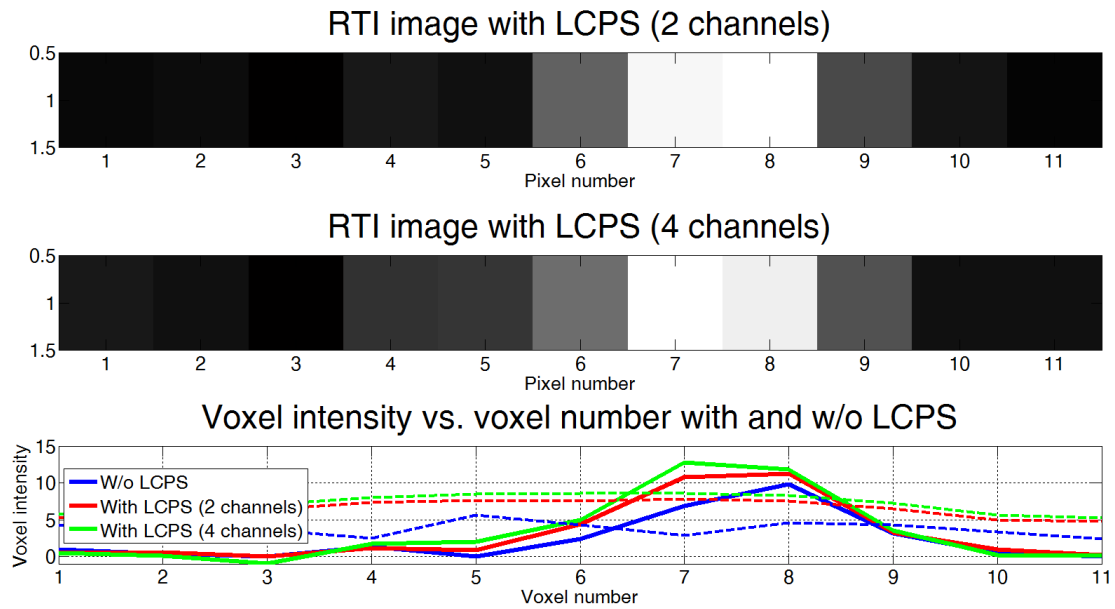 RTI image with LCPS (2 channels)
0.5
1
1.5
1 2 3 4 5 6 7 8 9 10 11
Pixel number
RTI image with LCPS (4 channels)
0.5
1
1.5
1 2 3 4 5 6 7 8 9 10 11
Pixel number
Voxel intensity vs. voxel number with and w/o LCPS
Voxel intensity
15
10
5
0
W/o LCPS
With LCPS (2 channels)
With LCPS (4 channels)
1 2 3 4 5 6 7 8 9 10 11
Voxel number